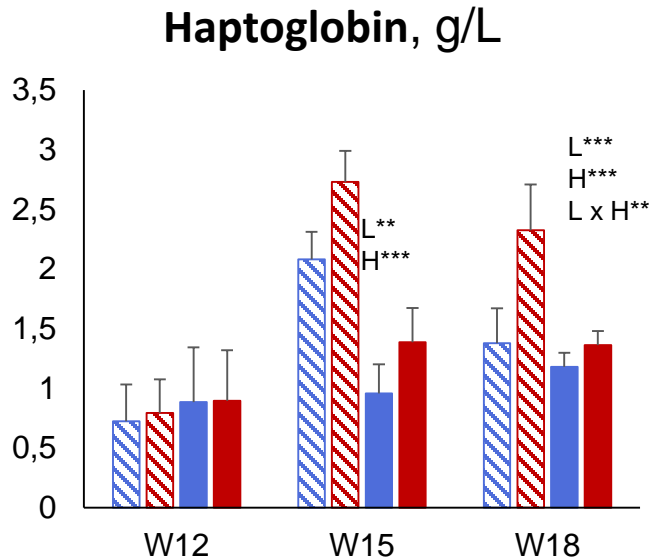 Haptoglobin, g/L
3,5
3
2,5
2
1,5
1
0,5
0
L**
H***
L***
H***
L x H**
W12 W15 W18